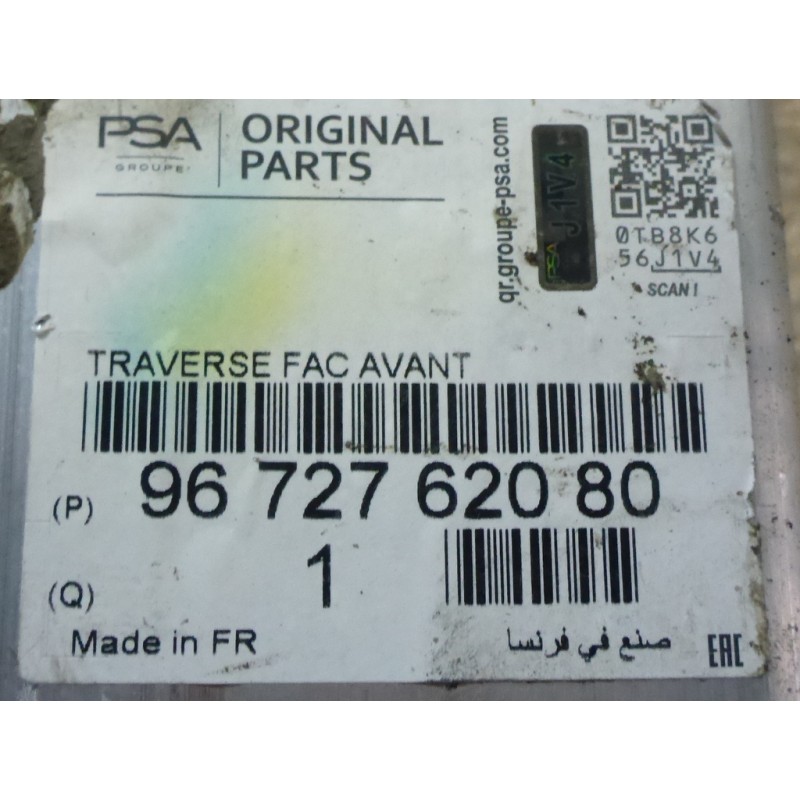 PSA
GROUPE
ORIGINAL
PARTS
qr.groupe-psa.com
PSA J1V4
0TB8K6
56J1V4
SCAN!
TRAVERSE FAC AVANT
(P) 96 727 620 80
(Q) 1
Made in FR
صنع في فرنسا
EAC